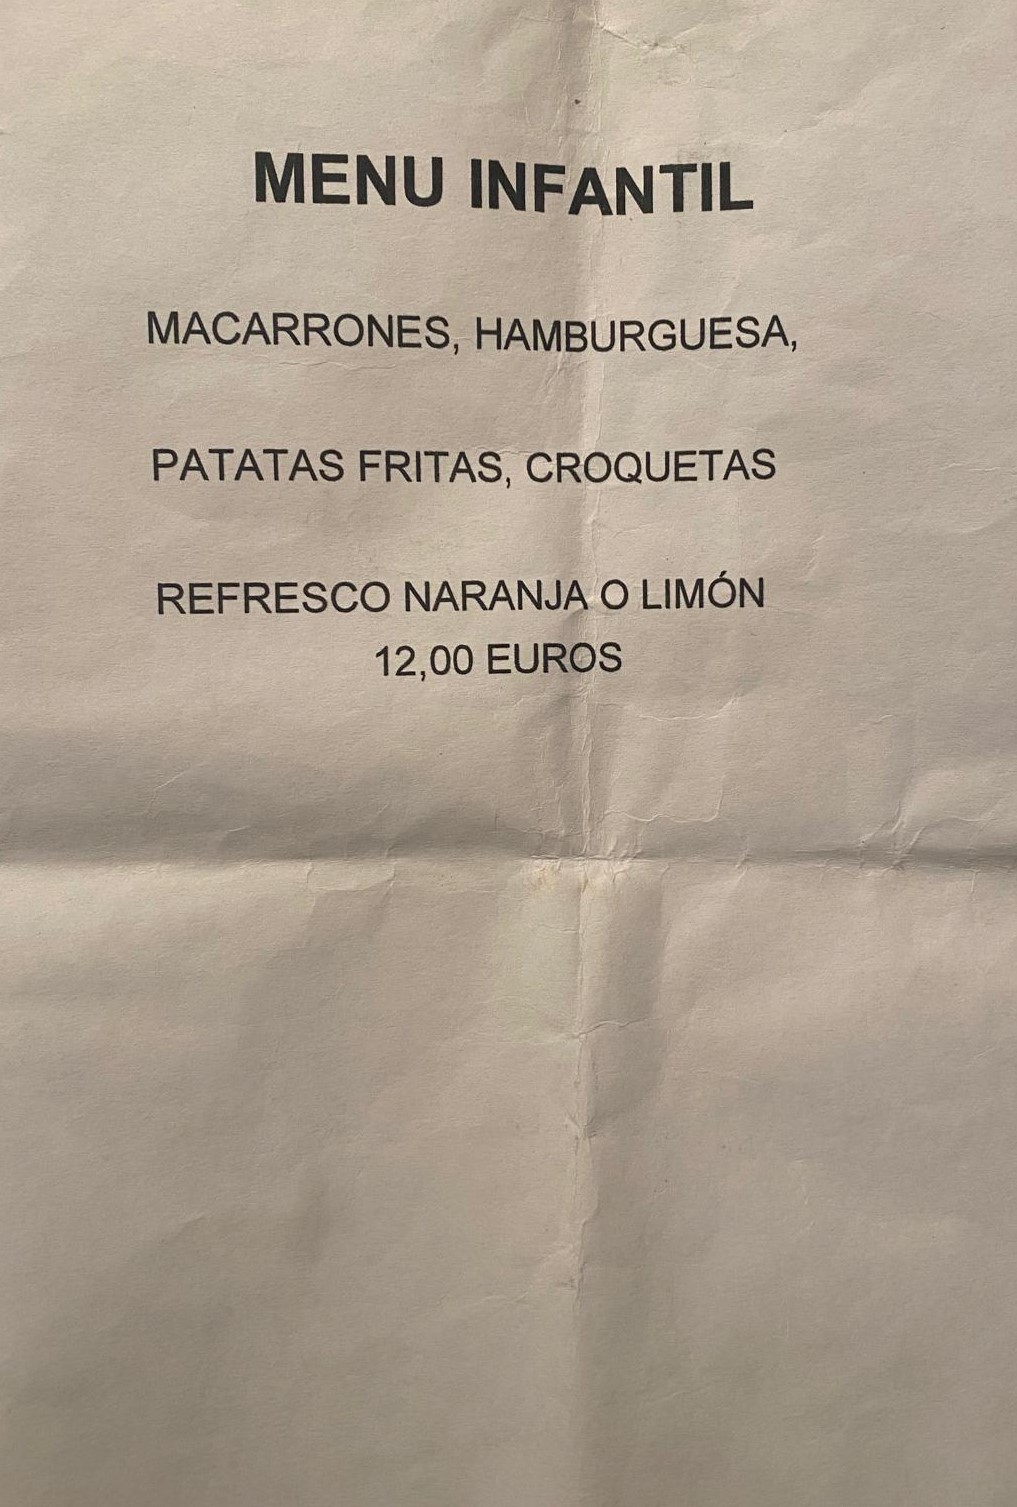 MENU INFANTIL
MACARRONES, HAMBURGUESA,
PATATAS FRITAS, CROQUETAS
REFRESCO NARANJA O LIMÓN
12,00 EUROS